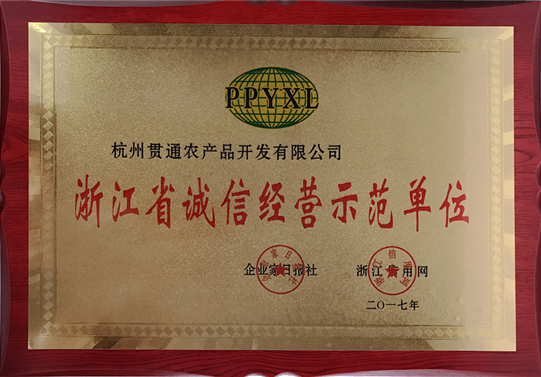 PPYXL
杭州贯通农产品开发有限公司
浙江省诚信经营示范单位
企业家日报社 浙江信用网
二〇一七年